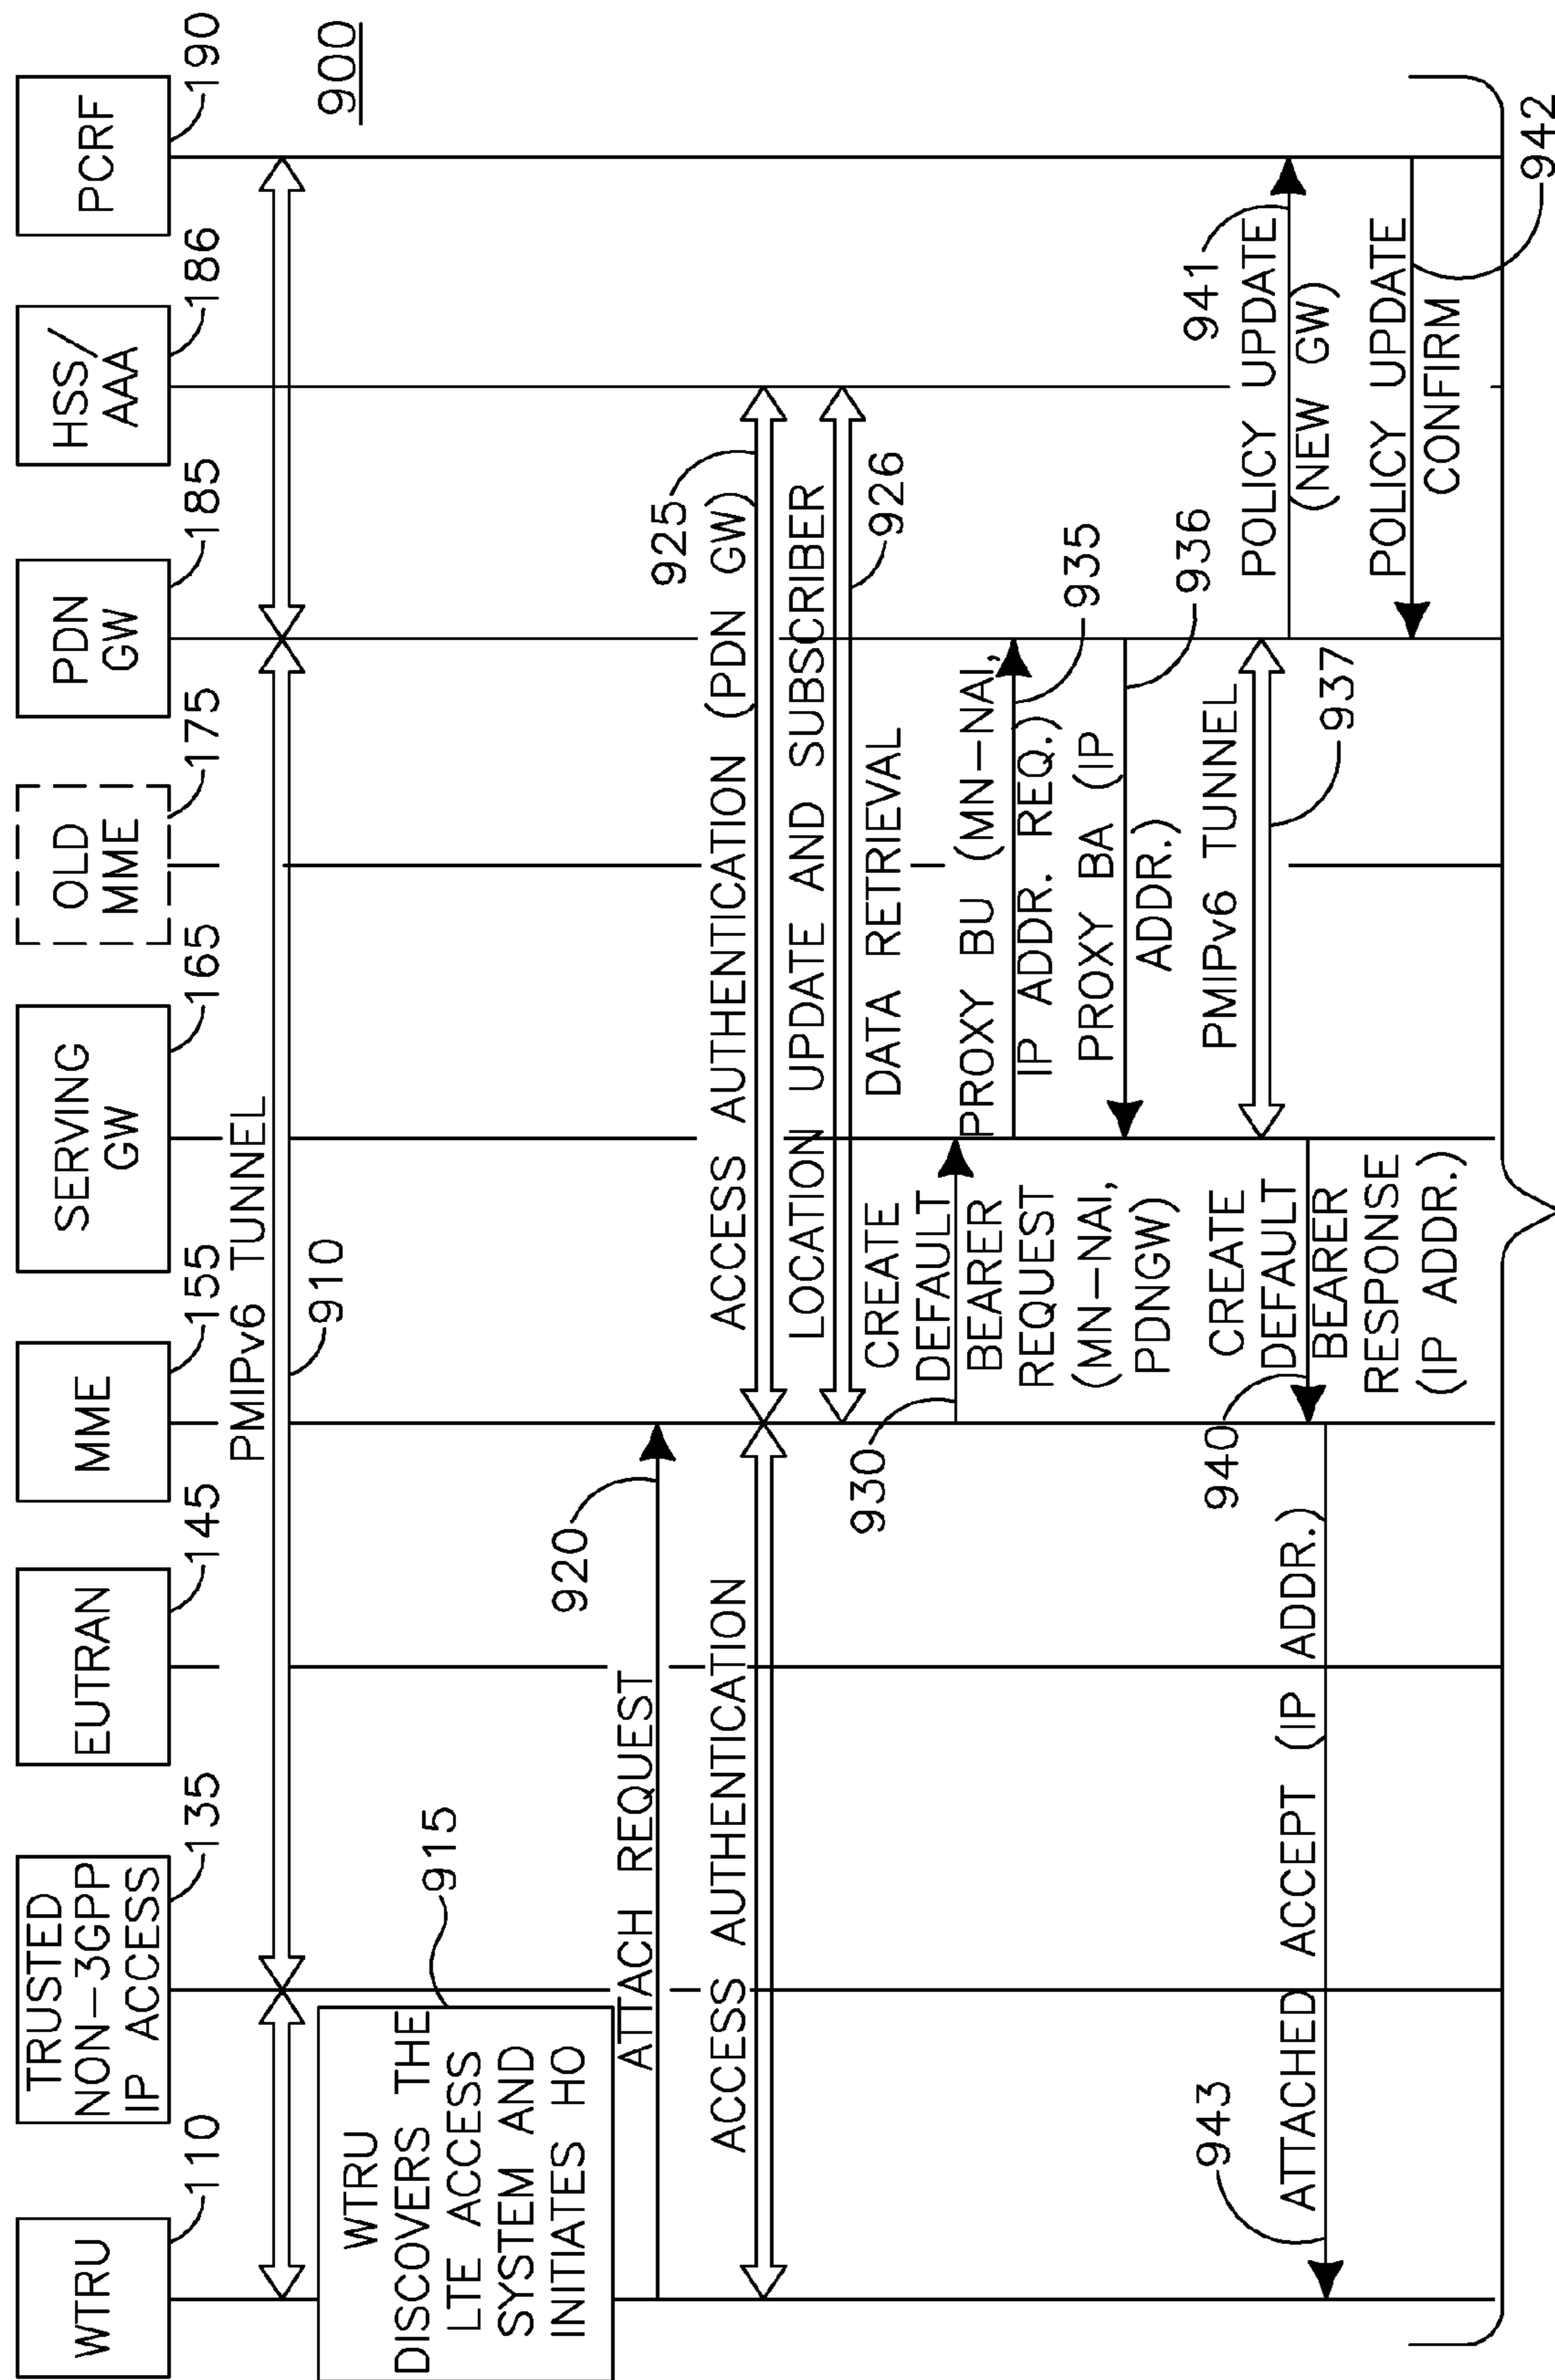 WTRU
110
TRUSTED
NON-3GPP
IP ACCESS
135
EUTRAN
145
MME
155
SERVING
GW
165
OLD
MME
175
PDN
GW
185
HSS/
AAA
186
PCRF
190
900
PMIPv6 TUNNEL
910
WTRU
DISCOVERS THE
LTE ACCESS
SYSTEM AND
INITIATES HO
915
ATTACH REQUEST
920
ACCESS AUTHENTICATION
ACCESS AUTHENTICATION (PDN GW)
925
LOCATION UPDATE AND SUBSCRIBER
DATA RETRIEVAL
926
CREATE
DEFAULT
BEARER
REQUEST
(MN-NAI,
PDNGW)
930
PROXY BU (MN-NAI,
IP ADDR. REQ.)
935
PROXY BA (IP
ADDR.)
936
PMIPv6 TUNNEL
937
CREATE
DEFAULT
BEARER
RESPONSE
(IP ADDR.)
940
POLICY UPDATE
(NEW GW)
941
POLICY UPDATE
CONFIRM
942
ATTACHED ACCEPT (IP ADDR.)
943